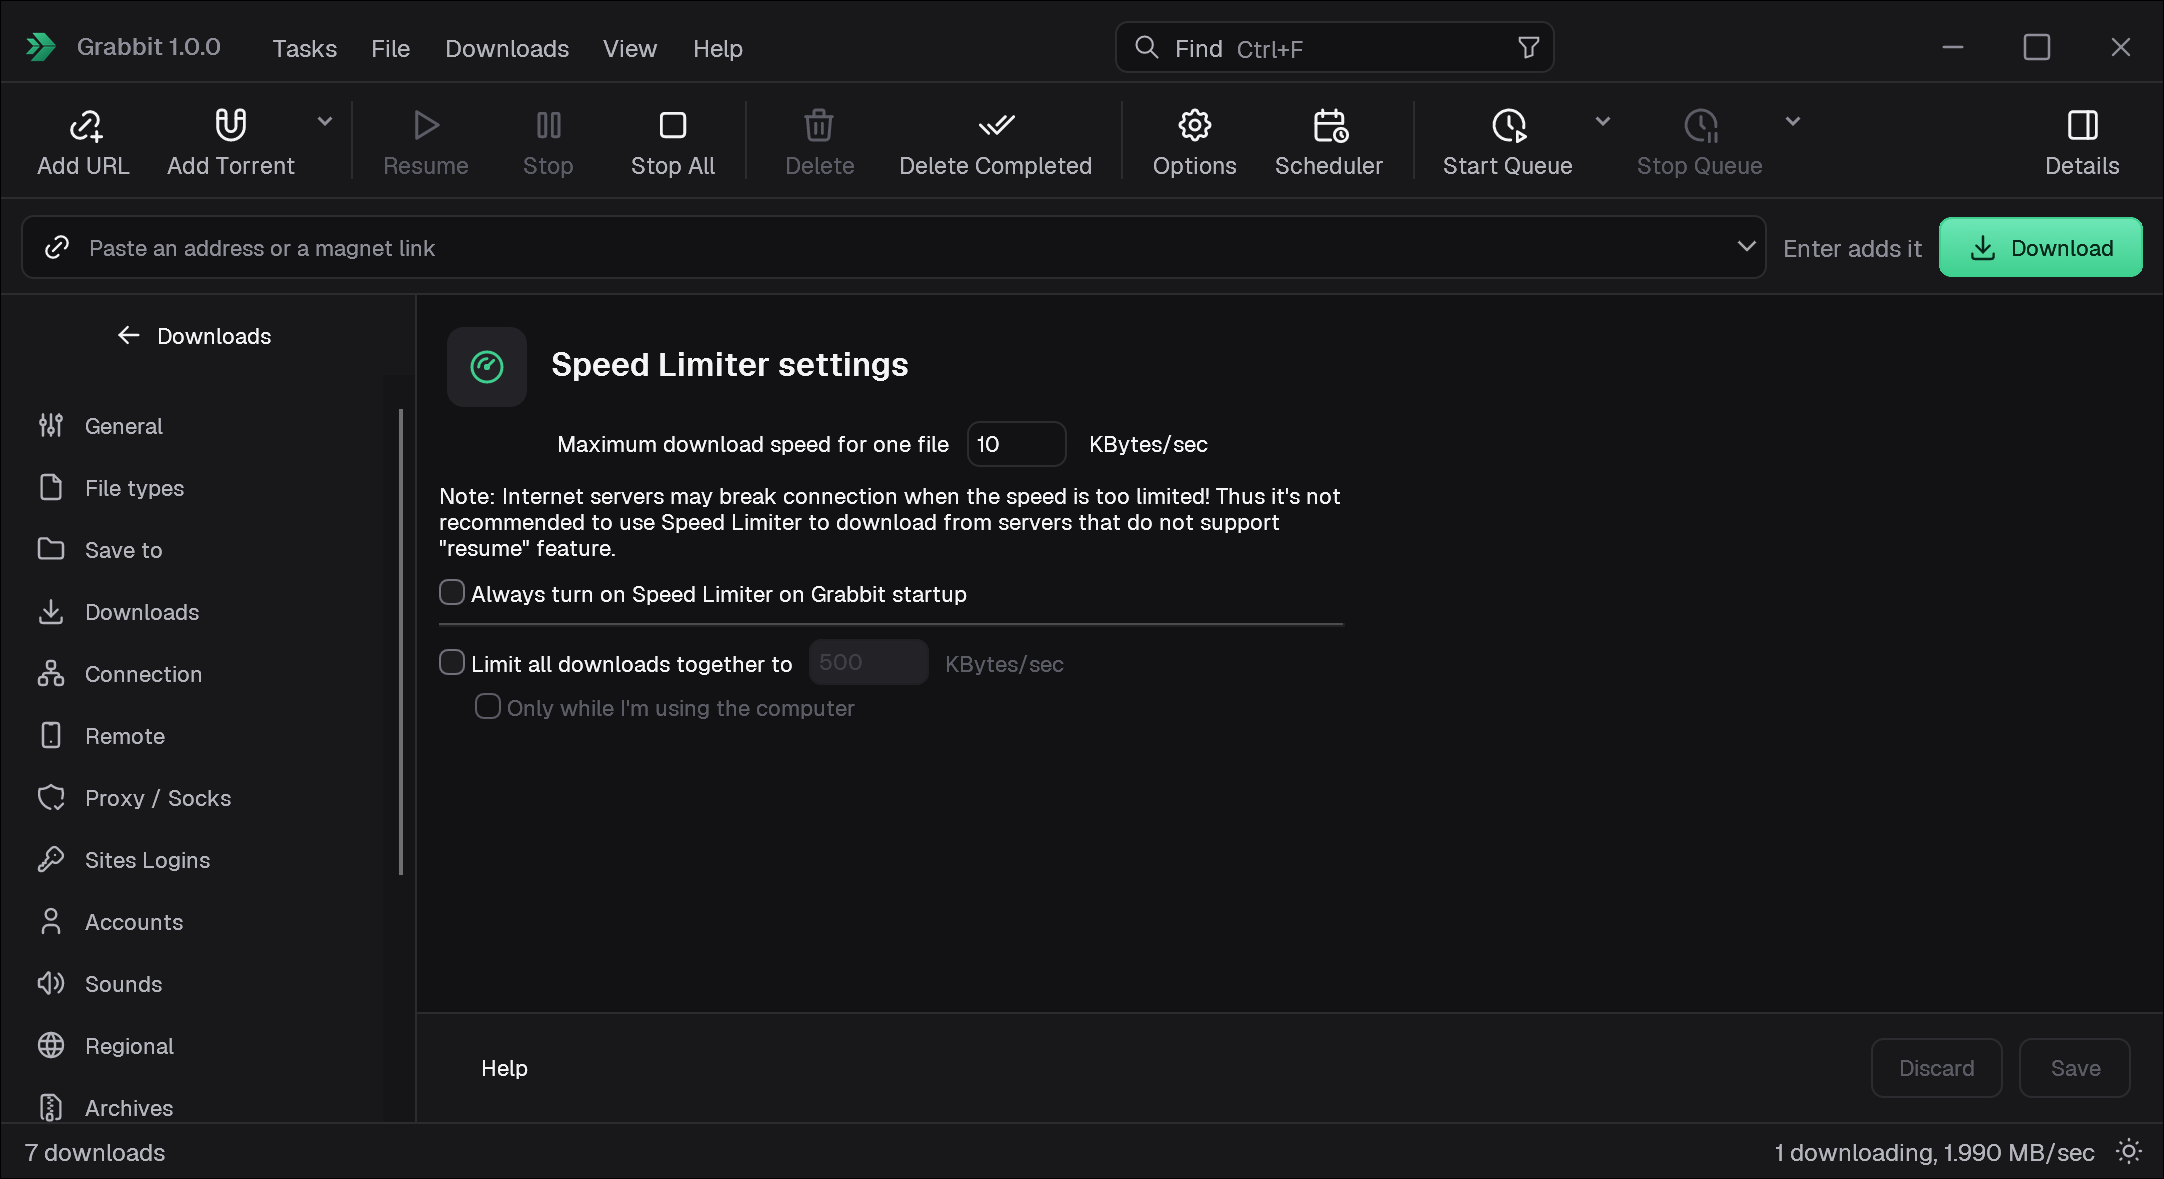 Grabbit 1.0.0
Tasks File Downloads View Help
Find Ctrl+F
Add URL Add Torrent Resume Stop Stop All Delete Delete Completed Options Scheduler Start Queue Stop Queue Details
Paste an address or a magnet link
Enter adds it
Download
Downloads
General
File types
Save to
Downloads
Connection
Remote
Proxy / Socks
Sites Logins
Accounts
Sounds
Regional
Archives
Speed Limiter settings
Maximum download speed for one file 10 KBytes/sec
Note: Internet servers may break connection when the speed is too limited! Thus it's not
recommended to use Speed Limiter to download from servers that do not support
"resume" feature.
Always turn on Speed Limiter on Grabbit startup
Limit all downloads together to 500 KBytes/sec
Only while I'm using the computer
Help
Discard Save
7 downloads
1 downloading, 1.990 MB/sec